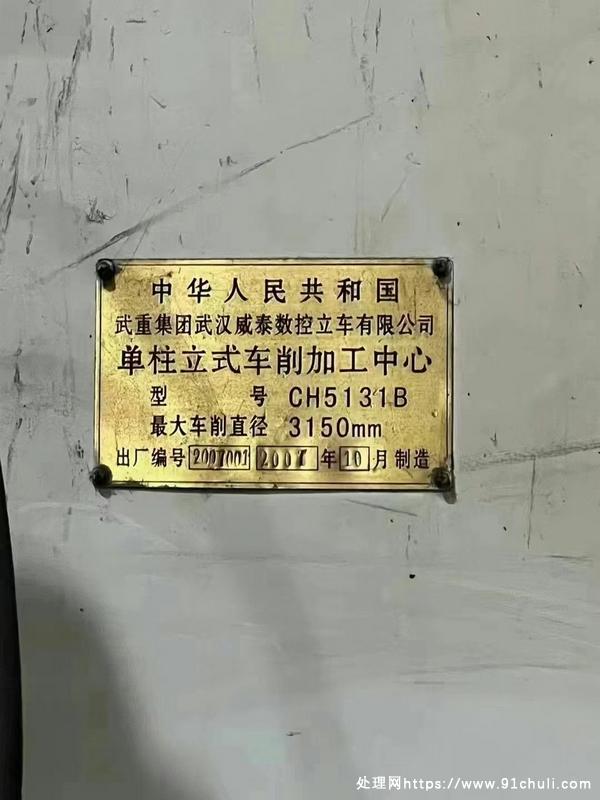 中华人民共和国
武重集团武汉威泰数控立车有限公司
单柱立式车削加工中心
型 号 CH5131B
最大车削直径 3150mm
出厂编号 2007001 2007 年 10 月制造
处理网https://www.91chuli.com/